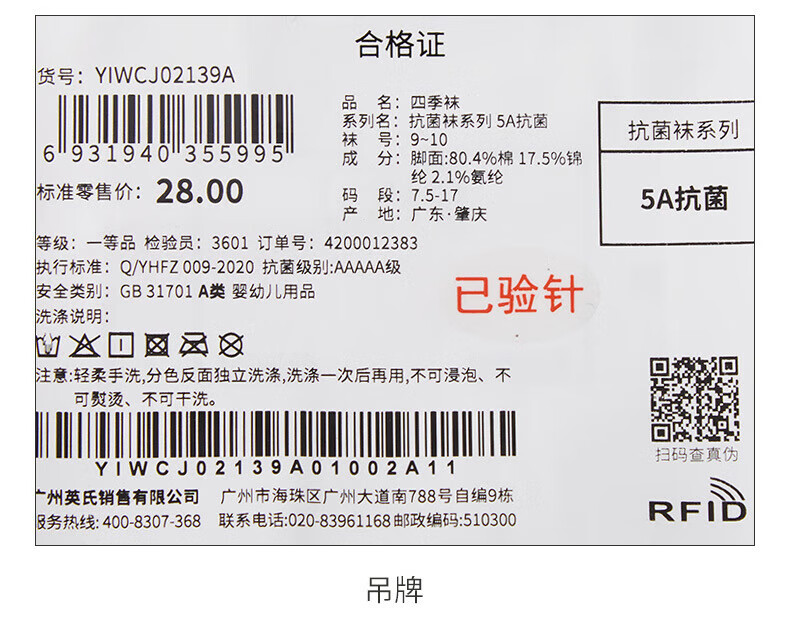 合格证
货号：YIWCJ02139A
6 931940 355995
标准零售价：28.00
品 名：四季袜
系列名：抗菌袜系列 5A抗菌
袜 号：9~10
成 分：脚面:80.4%棉 17.5%锦
纶 2.1%氨纶
码 段：7.5-17
产 地：广东·肇庆
抗菌袜系列
5A抗菌
等级：一等品 检验员：3601 订单号：4200012383
执行标准：Q/YHFZ 009-2020 抗菌级别:AAAAA级
安全类别：GB 31701 A类 婴幼儿用品
洗涤说明：
已验针
注意:轻柔手洗,分色反面独立洗涤,洗涤一次后再用,不可浸泡、不
可熨烫、不可干洗。
YIWCJ02139A01002A11
扫码查真伪
广州英氏销售有限公司 广州市海珠区广州大道南788号自编9栋
服务热线: 400-8307-368 联系电话:020-83961168 邮政编码:510300
RFID
吊牌